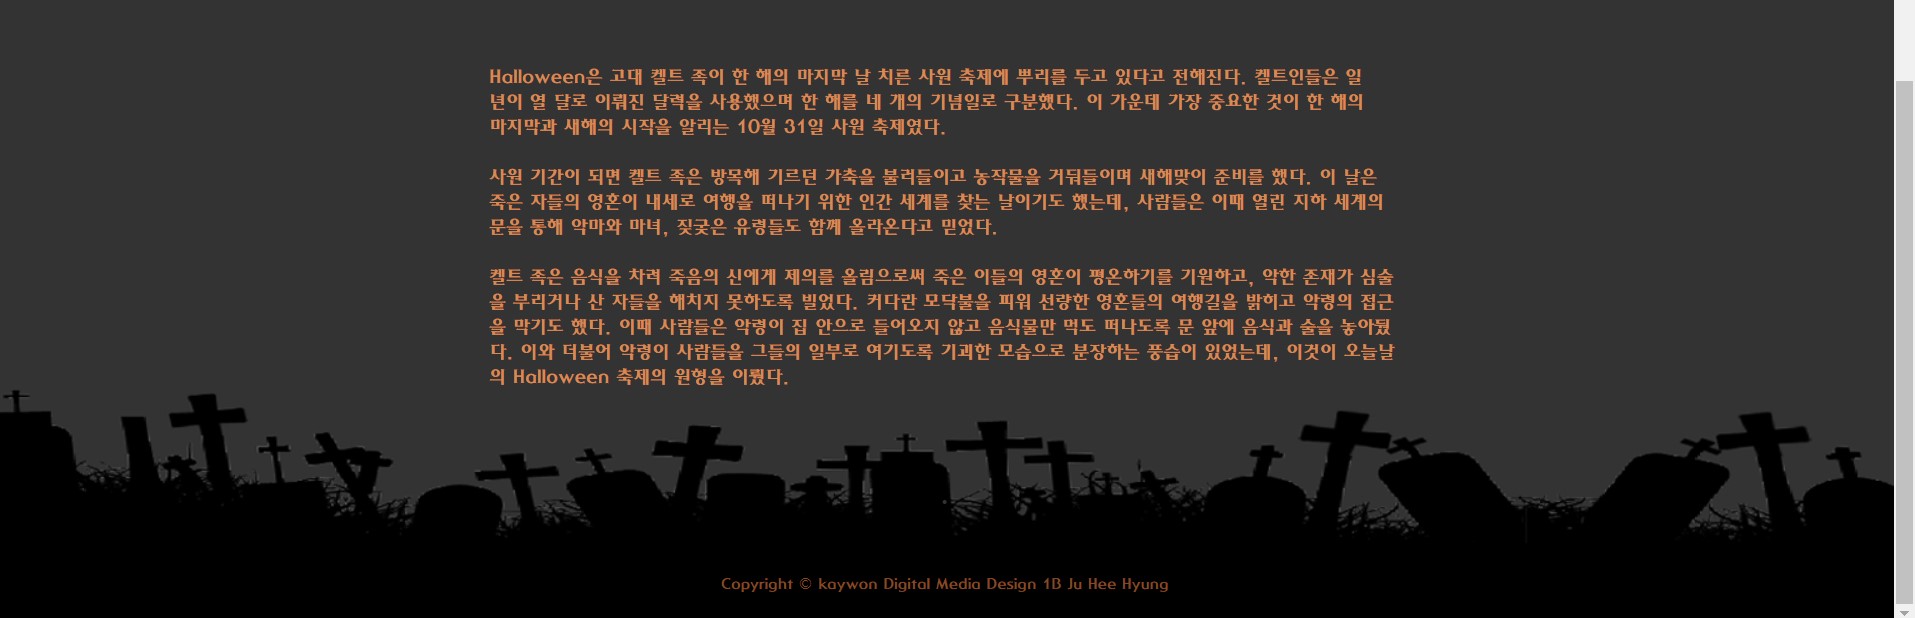 Halloween은 고대 켈트 족이 한 해의 마지막 날 치른 사윈 축제에 뿌리를 두고 있다고 전해진다. 켈트인들은 일
년이 열 달로 이뤄진 달력을 사용했으며 한 해를 네 개의 기념일로 구분했다. 이 가운데 가장 중요한 것이 한 해의
마지막과 새해의 시작을 알리는 10월 31일 사윈 축제였다.
사윈 기간이 되면 켈트 족은 방목해 기르던 가축을 불러들이고 농작물을 거둬들이며 새해맞이 준비를 했다. 이 날은
죽은 자들의 영혼이 내세로 여행을 떠나기 위한 인간 세계를 찾는 날이기도 했는데, 사람들은 이때 열린 지하 세계의
문을 통해 악마와 마녀, 짖궂은 유령들도 함께 올라온다고 믿었다.
켈트 족은 음식을 차려 죽음의 신에게 제의를 올림으로써 죽은 이들의 영혼이 평온하기를 기원하고, 악한 존재가 심술
을 부리거나 산 자들을 해치지 못하도록 빌었다. 커다란 모닥불을 피워 선량한 영혼들의 여행길을 밝히고 악령의 접근
을 막기도 했다. 이때 사람들은 악령이 집 안으로 들어오지 않고 음식물만 먹도 떠나도록 문 앞에 음식과 술을 놓아뒀
다. 이와 더불어 악령이 사람들을 그들의 일부로 여기도록 기괴한 모습으로 분장하는 풍습이 있었는데, 이것이 오늘날
의 Halloween 축제의 원형을 이뤘다.
Copyright © kaywon Digital Media Design 1B Ju Hee Hyung